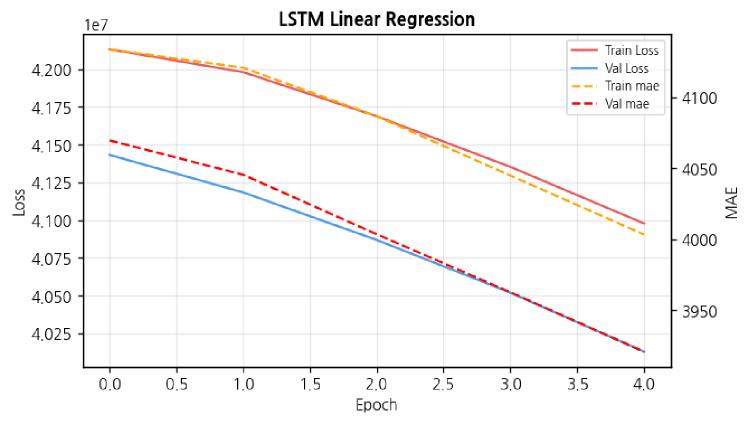 LSTM Linear Regression
1e7
4.200
4.175
4.150
4.125
4.100
4.075
4.050
4.025
Loss
Train Loss
Val Loss
Train mae
Val mae
4100
4050
4000
3950
MAE
0.0 0.5 1.0 1.5 2.0 2.5 3.0 3.5 4.0
Epoch